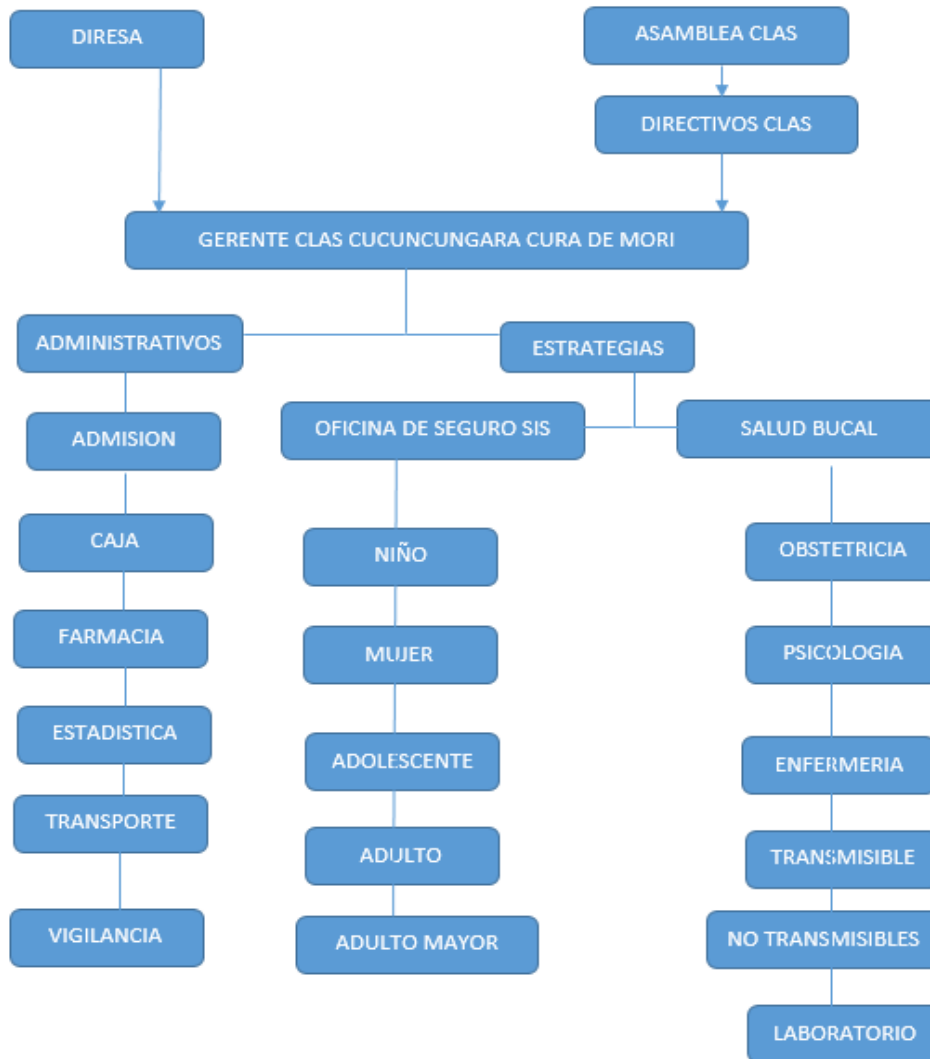 DIRESA
ASAMBLEA CLAS
DIRECTIVOS CLAS
GERENTE CLAS CUCUNCUNGARA CURA DE MORI
ADMINISTRATIVOS
ESTRATEGIAS
ADMISION
OFICINA DE SEGURO SIS
SALUD BUCAL
CAJA
NIÑO
OBSTETRICIA
FARMACIA
MUJER
PSICOLOGIA
ESTADISTICA
ADOLESCENTE
ENFERMERIA
TRANSPORTE
ADULTO
TRANSMISIBLE
VIGILANCIA
ADULTO MAYOR
NO TRANSMISIBLES
LABORATORIO